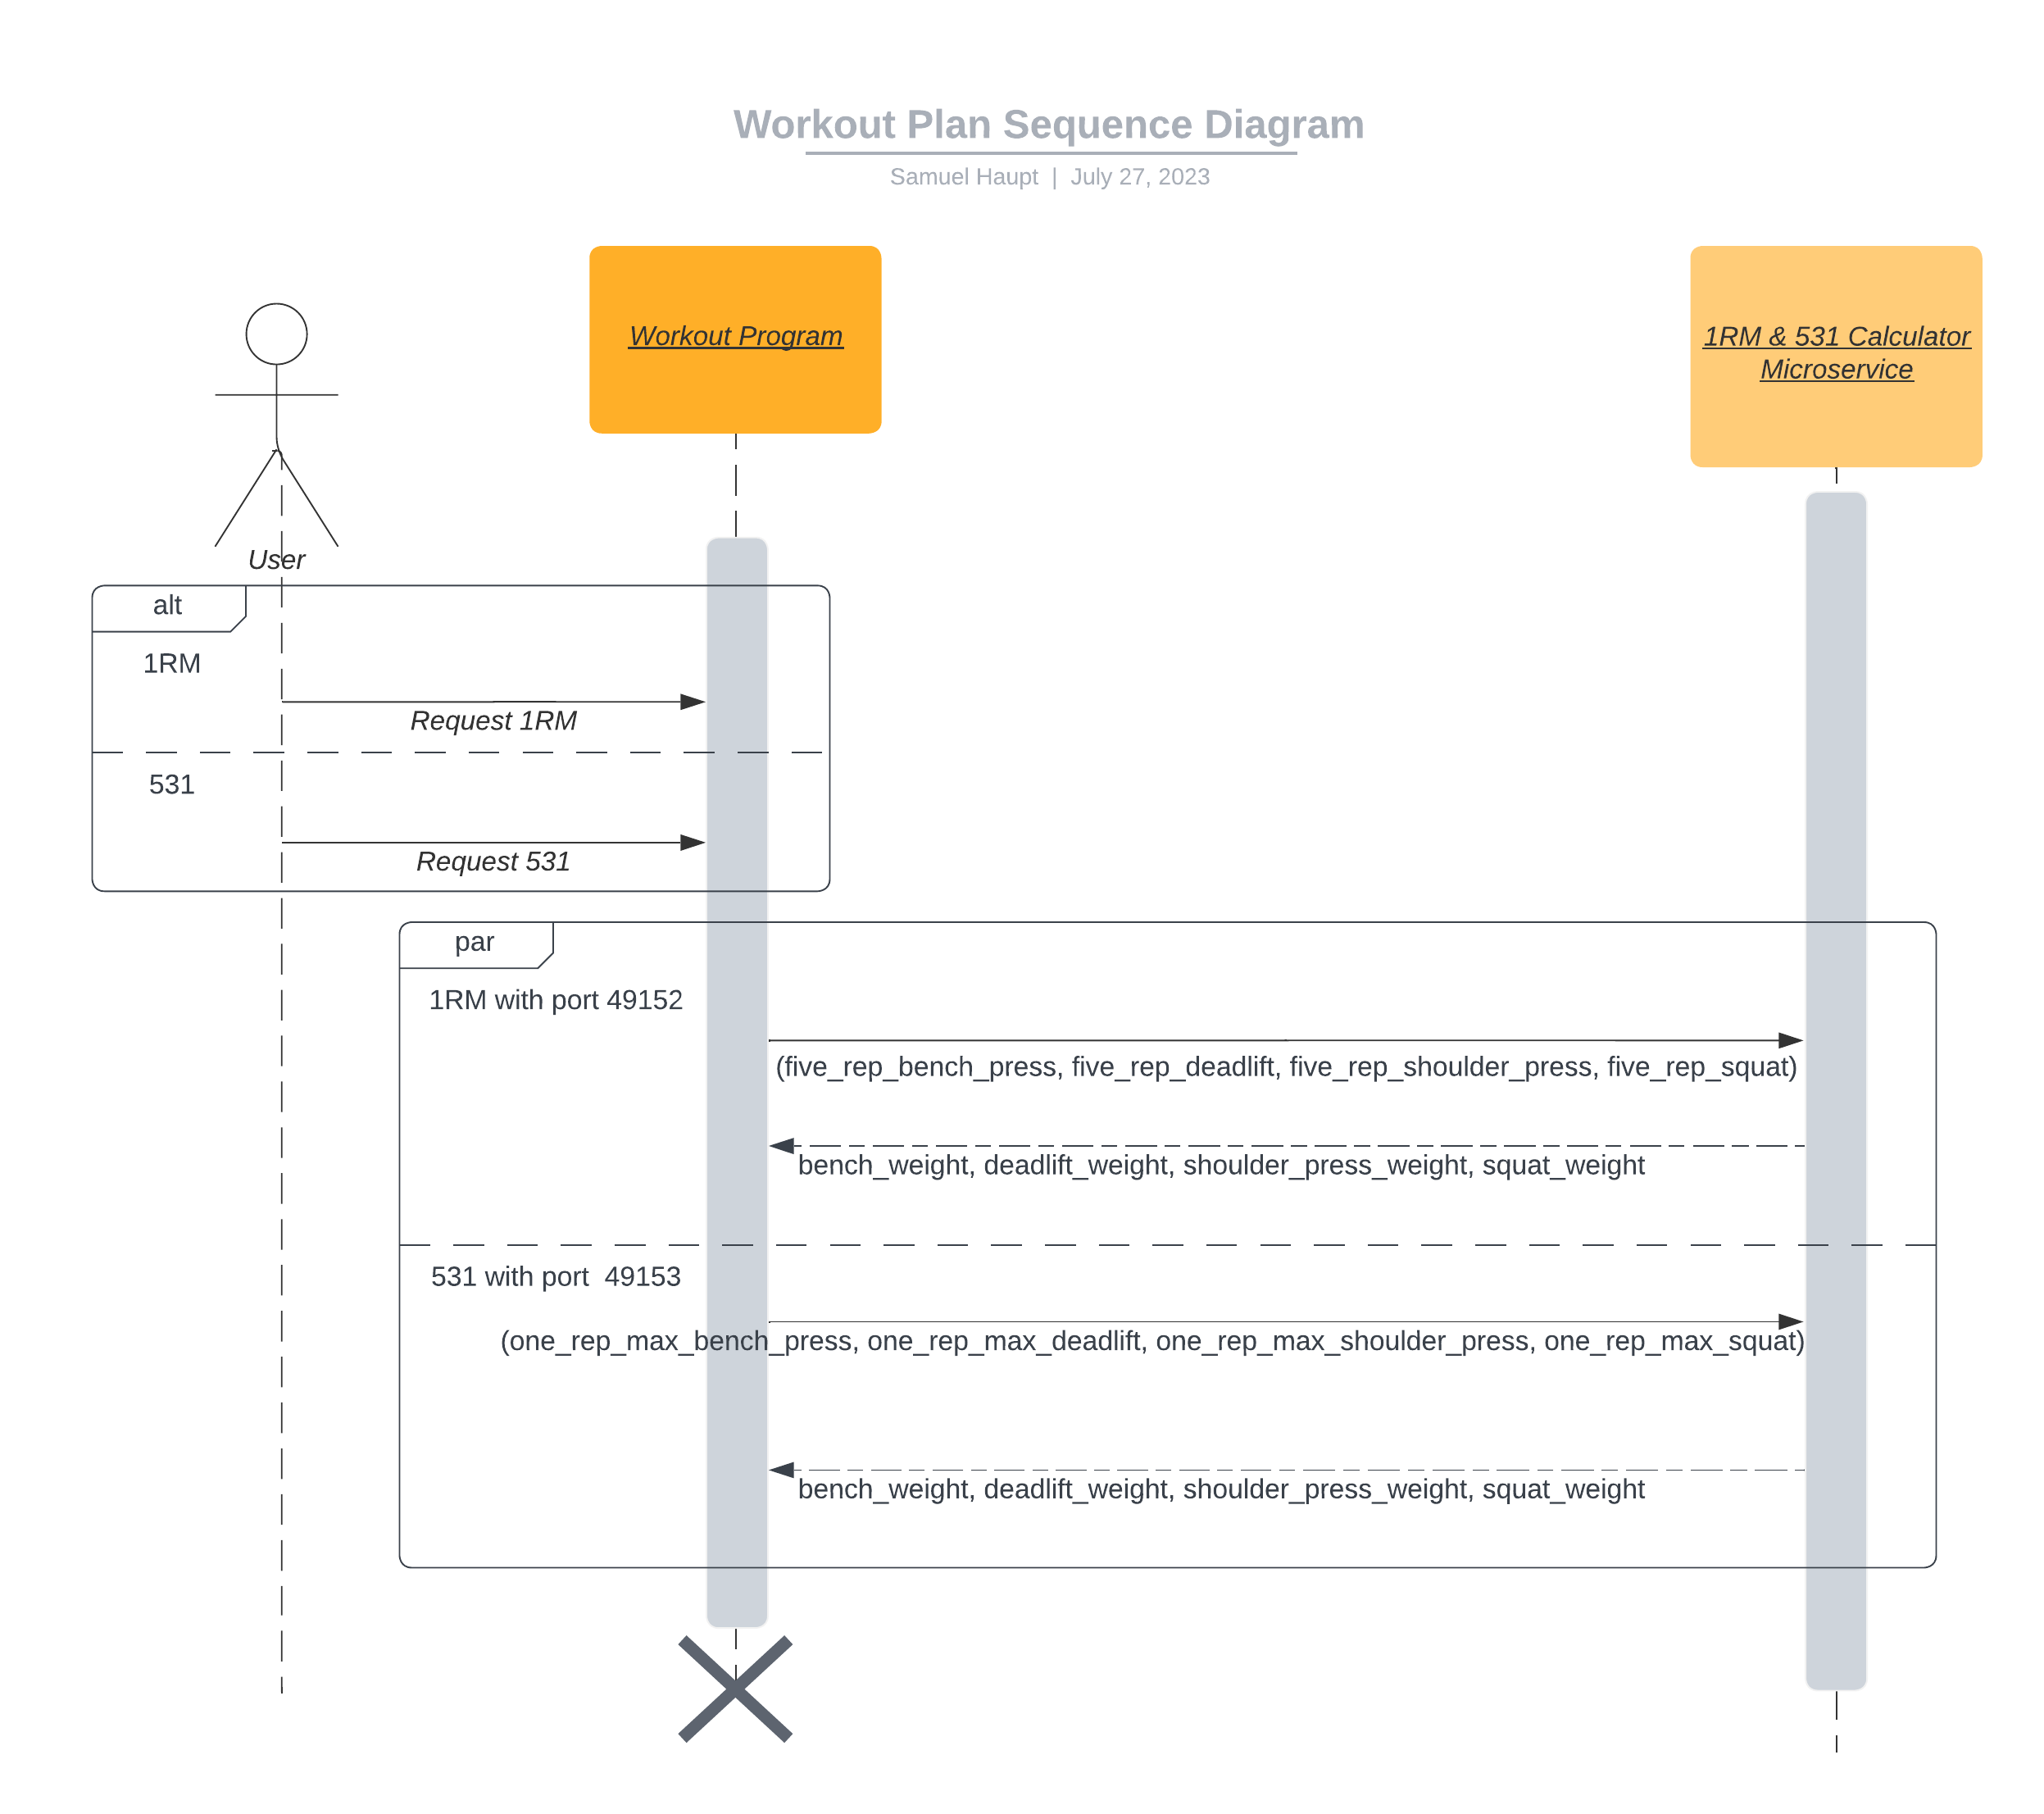 Workout Plan Sequence Diagram
Samuel Haupt | July 27, 2023
Workout Program
1RM & 531 Calculator
Microservice
User
alt
1RM
Request 1RM
531
Request 531
par
1RM with port 49152
(five_rep_bench_press, five_rep_deadlift, five_rep_shoulder_press, five_rep_squat)
bench_weight, deadlift_weight, shoulder_press_weight, squat_weight
531 with port  49153
(one_rep_max_bench_press, one_rep_max_deadlift, one_rep_max_shoulder_press, one_rep_max_squat)
bench_weight, deadlift_weight, shoulder_press_weight, squat_weight